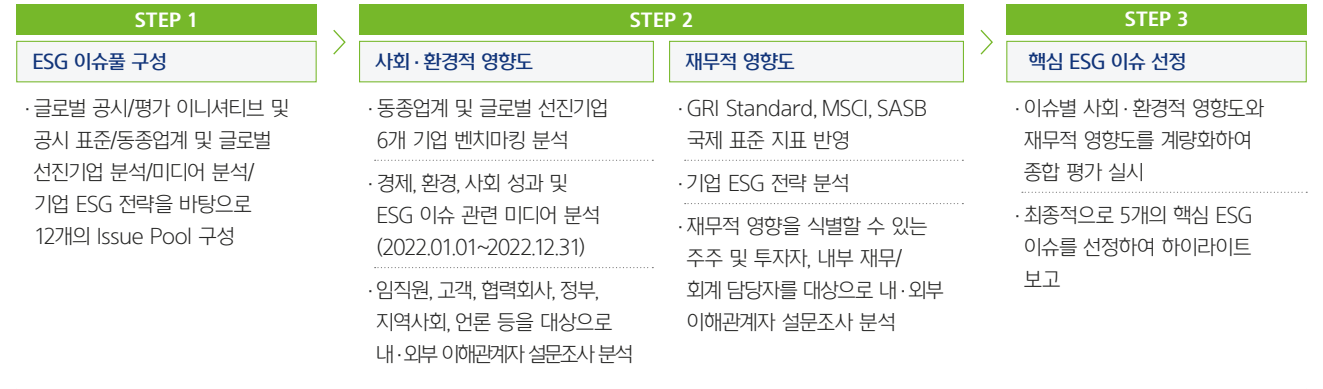 STEP 1
ESG 이슈풀 구성
· 글로벌 공시/평가 이니셔티브 및
공시 표준/동종업계 및 글로벌
선진기업 분석/미디어 분석/
기업 ESG 전략을 바탕으로
12개의 Issue Pool 구성
STEP 2
사회 · 환경적 영향도
· 동종업계 및 글로벌 선진기업
6개 기업 벤치마킹 분석
· 경제, 환경, 사회 성과 및
ESG 이슈 관련 미디어 분석
(2022.01.01~2022.12.31)
· 임직원, 고객, 협력회사, 정부,
지역사회, 언론 등을 대상으로
내 · 외부 이해관계자 설문조사 분석
재무적 영향도
· GRI Standard, MSCI, SASB
국제 표준 지표 반영
· 기업 ESG 전략 분석
· 재무적 영향을 식별할 수 있는
주주 및 투자자, 내부 재무/
회계 담당자를 대상으로 내 · 외부
이해관계자 설문조사 분석
STEP 3
핵심 ESG 이슈 선정
· 이슈별 사회 · 환경적 영향도와
재무적 영향도를 계량화하여
종합 평가 실시
· 최종적으로 5개의 핵심 ESG
이슈를 선정하여 하이라이트
보고